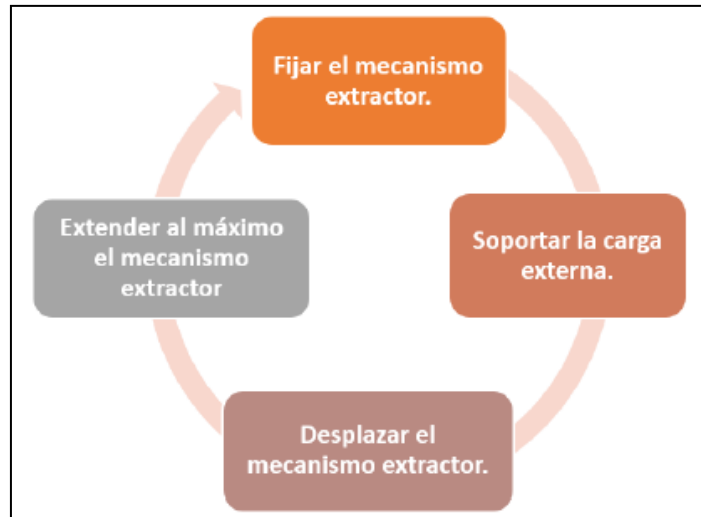 Fijar el mecanismo
extractor.
Soportar la carga
externa.
Desplazar el
mecanismo extractor.
Extender al máximo
el mecanismo
extractor